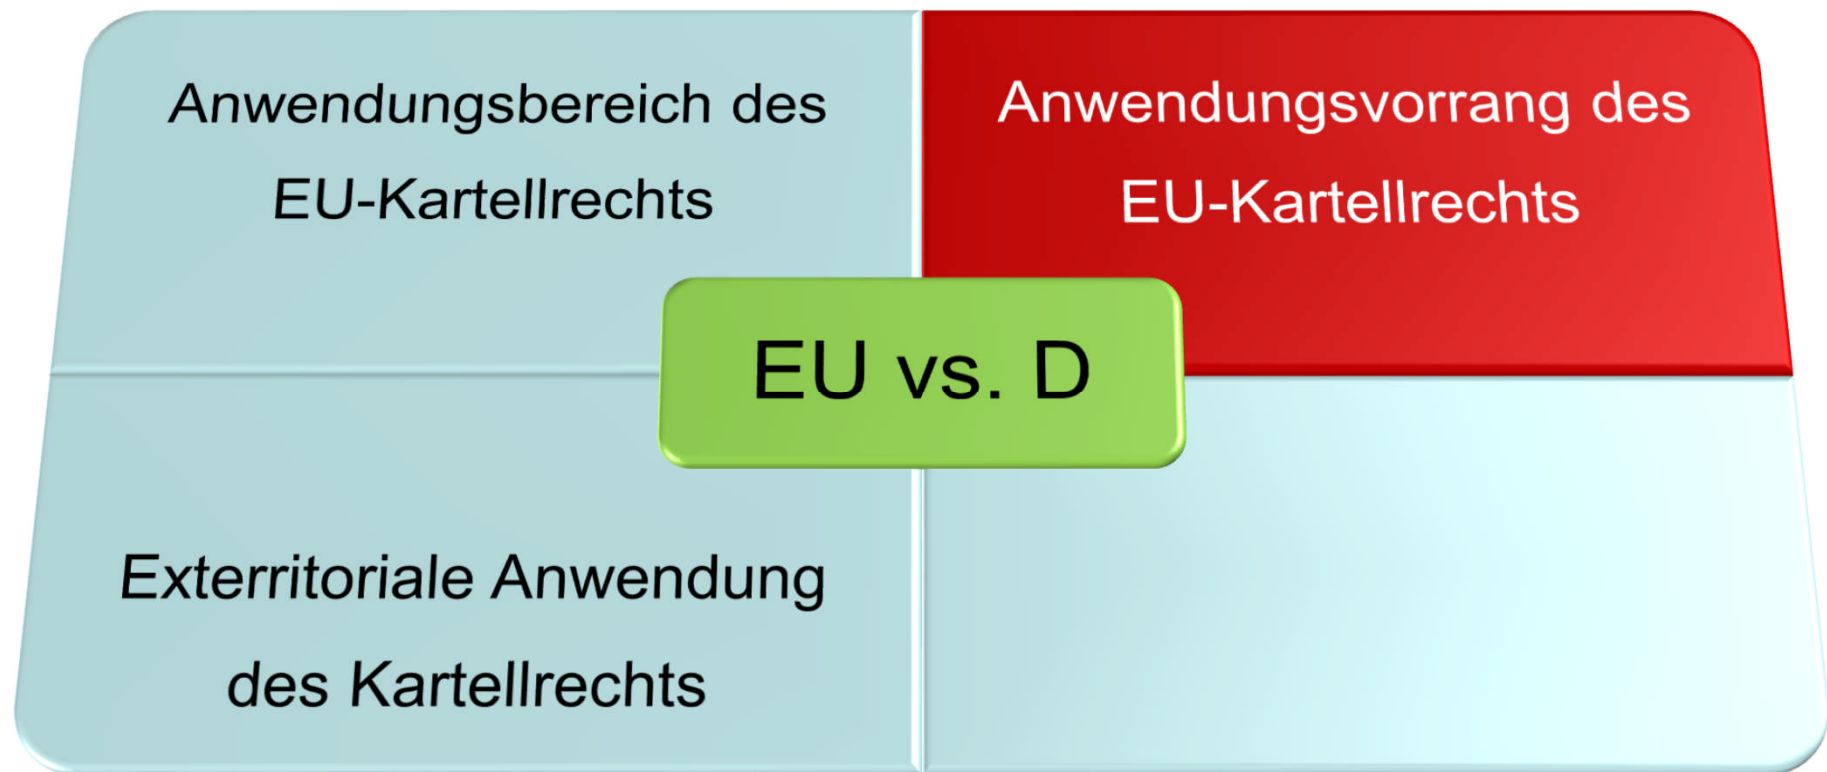 Anwendungsbereich des
EU-Kartellrechts
Anwendungsvorrang des
EU-Kartellrechts
EU vs. D
Exterritoriale Anwendung
des Kartellrechts